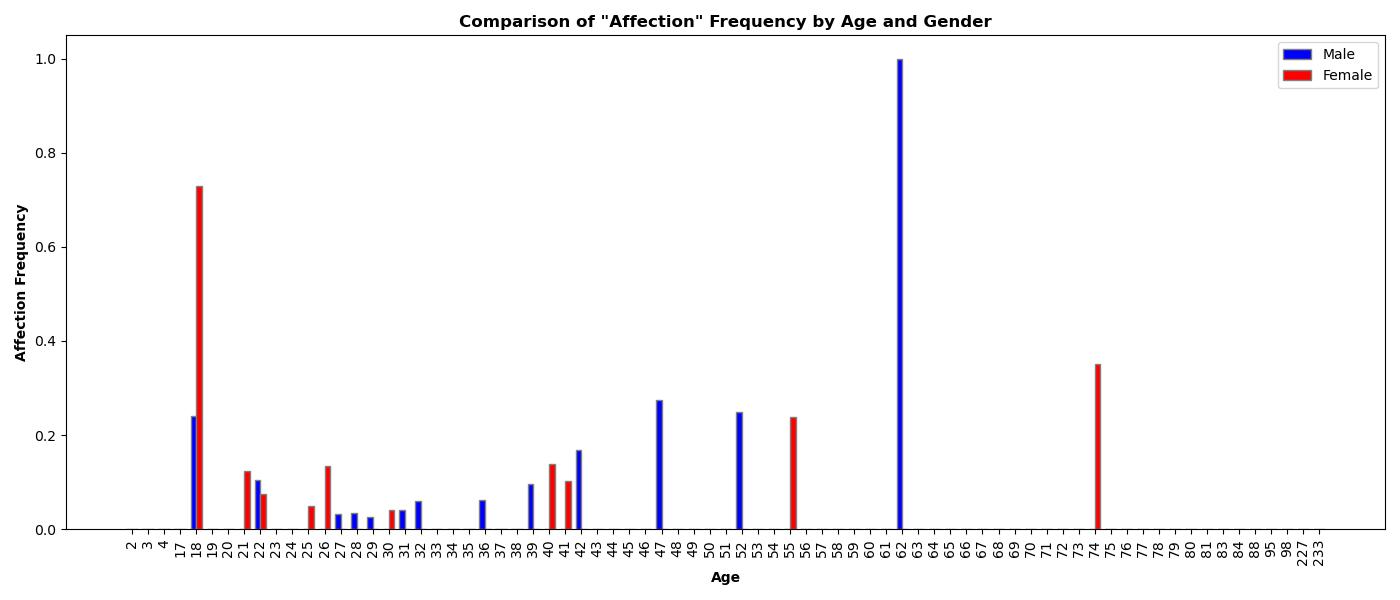 Comparison of "Affection" Frequency by Age and Gender
Male
Female
Affection Frequency
1.0
0.8
0.6
0.4
0.2
0.0
2 3 4 17 18 19 20 21 22 23 24 25 26 27 28 29 30 31 32 33 34 35 36 37 38 39 40 41 42 43 44 45 46 47 48 49 50 51 52 53 54 55 56 57 58 59 60 61 62 63 64 65 66 67 68 69 70 71 72 73 74 75 76 77 78 79 80 81 83 84 88 95 98 227 233
Age